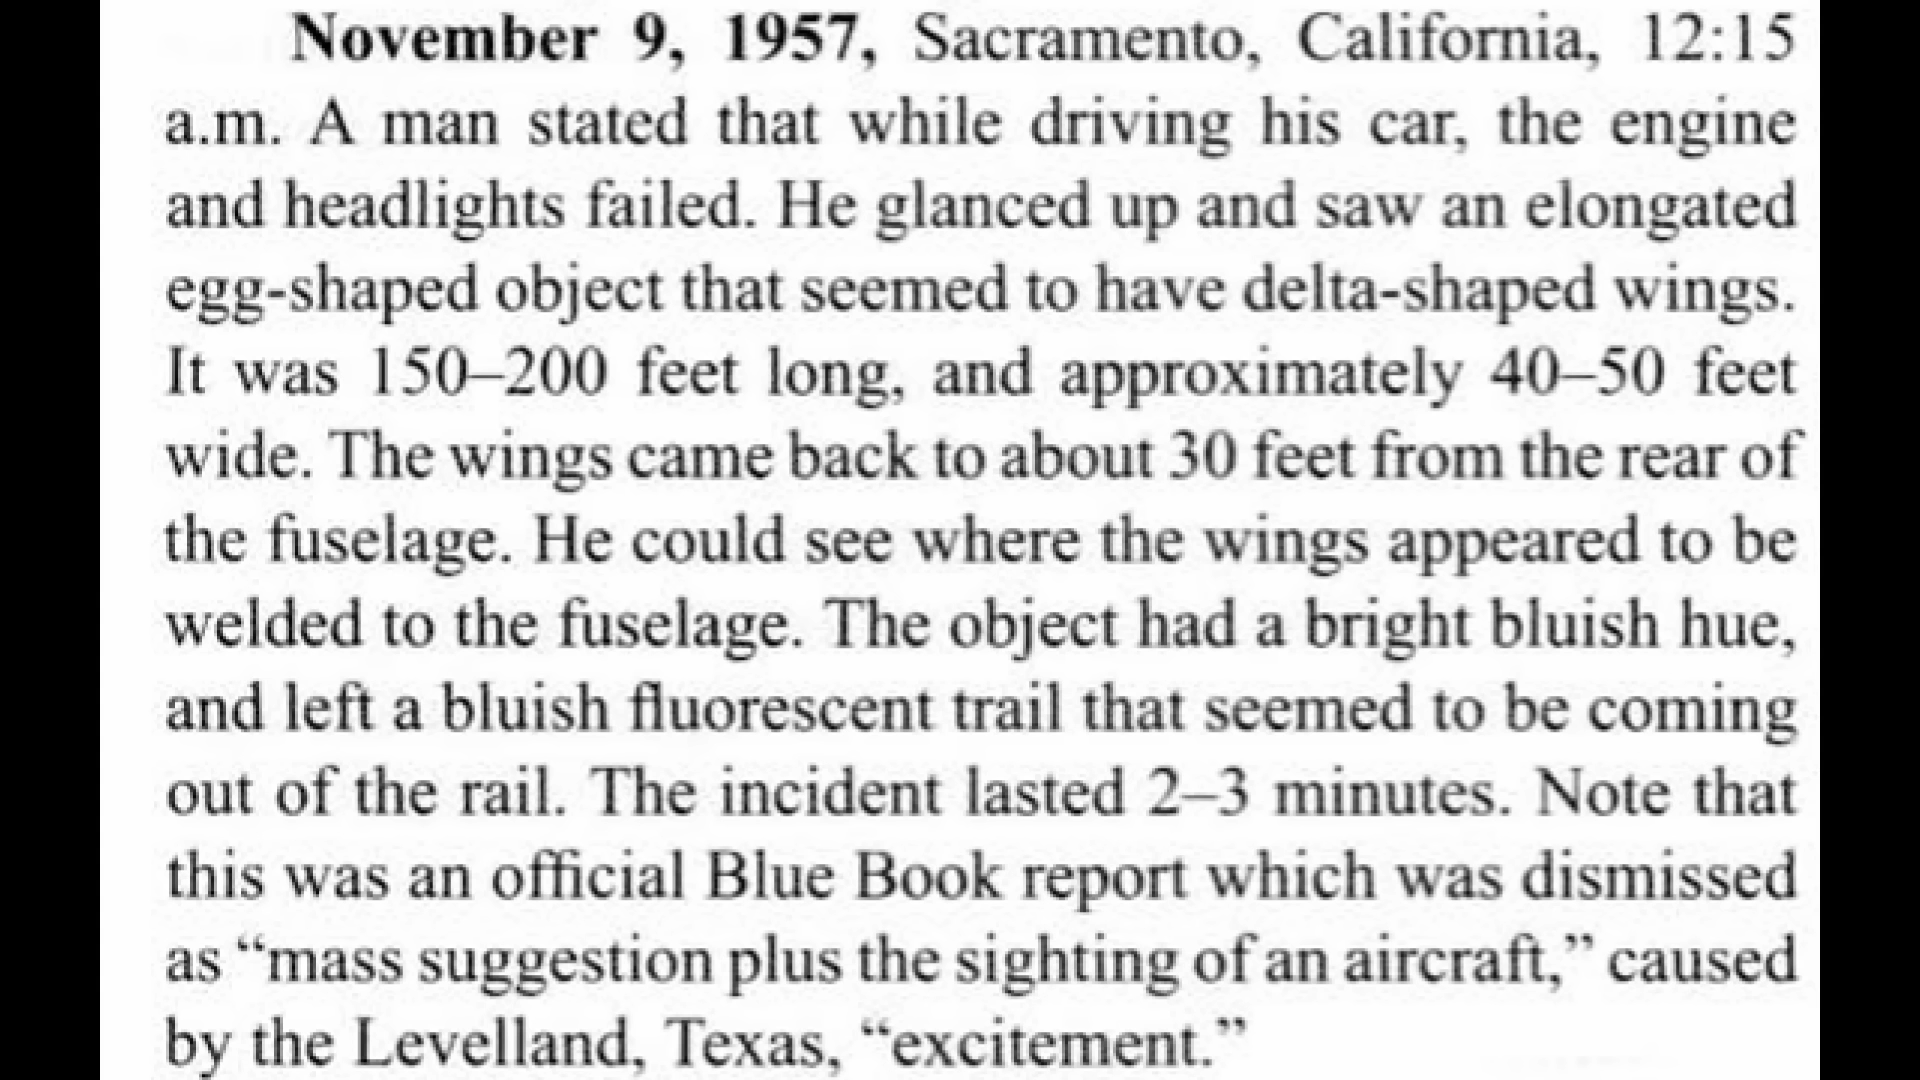 November 9, 1957, Sacramento, California, 12:15
a.m. A man stated that while driving his car, the engine
and headlights failed. He glanced up and saw an elongated
egg-shaped object that seemed to have delta-shaped wings.
It was 150–200 feet long, and approximately 40–50 feet
wide. The wings came back to about 30 feet from the rear of
the fuselage. He could see where the wings appeared to be
welded to the fuselage. The object had a bright bluish hue,
and left a bluish fluorescent trail that seemed to be coming
out of the rail. The incident lasted 2–3 minutes. Note that
this was an official Blue Book report which was dismissed
as “mass suggestion plus the sighting of an aircraft,” caused
by the Levelland, Texas, “excitement.”